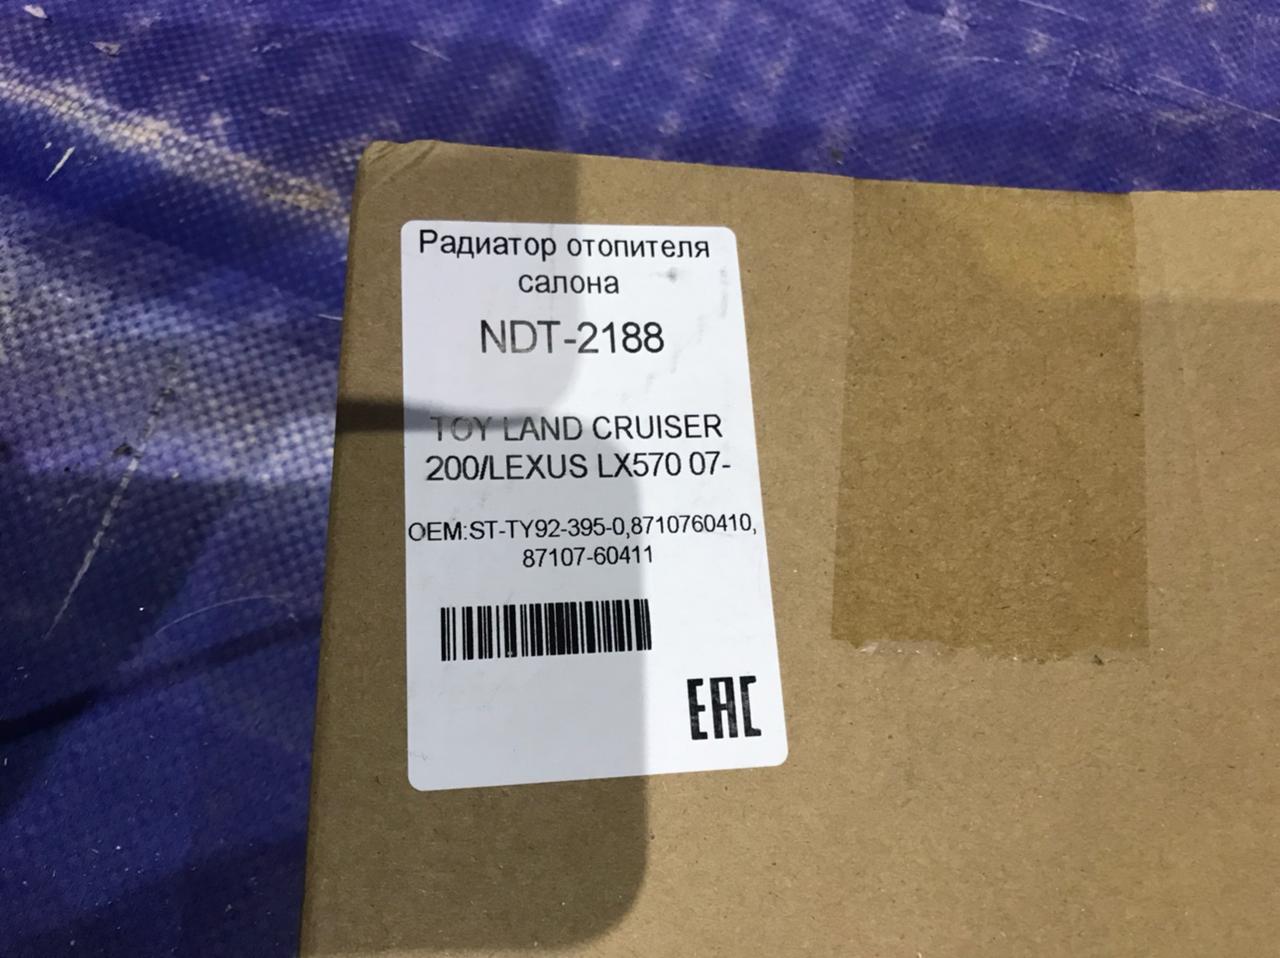 Радиатор отопителя
салона
NDT-2188
TOY LAND CRUISER
200/LEXUS LX570 07-
OEM:ST-TY92-395-0,8710760410,
87107-60411
EAC